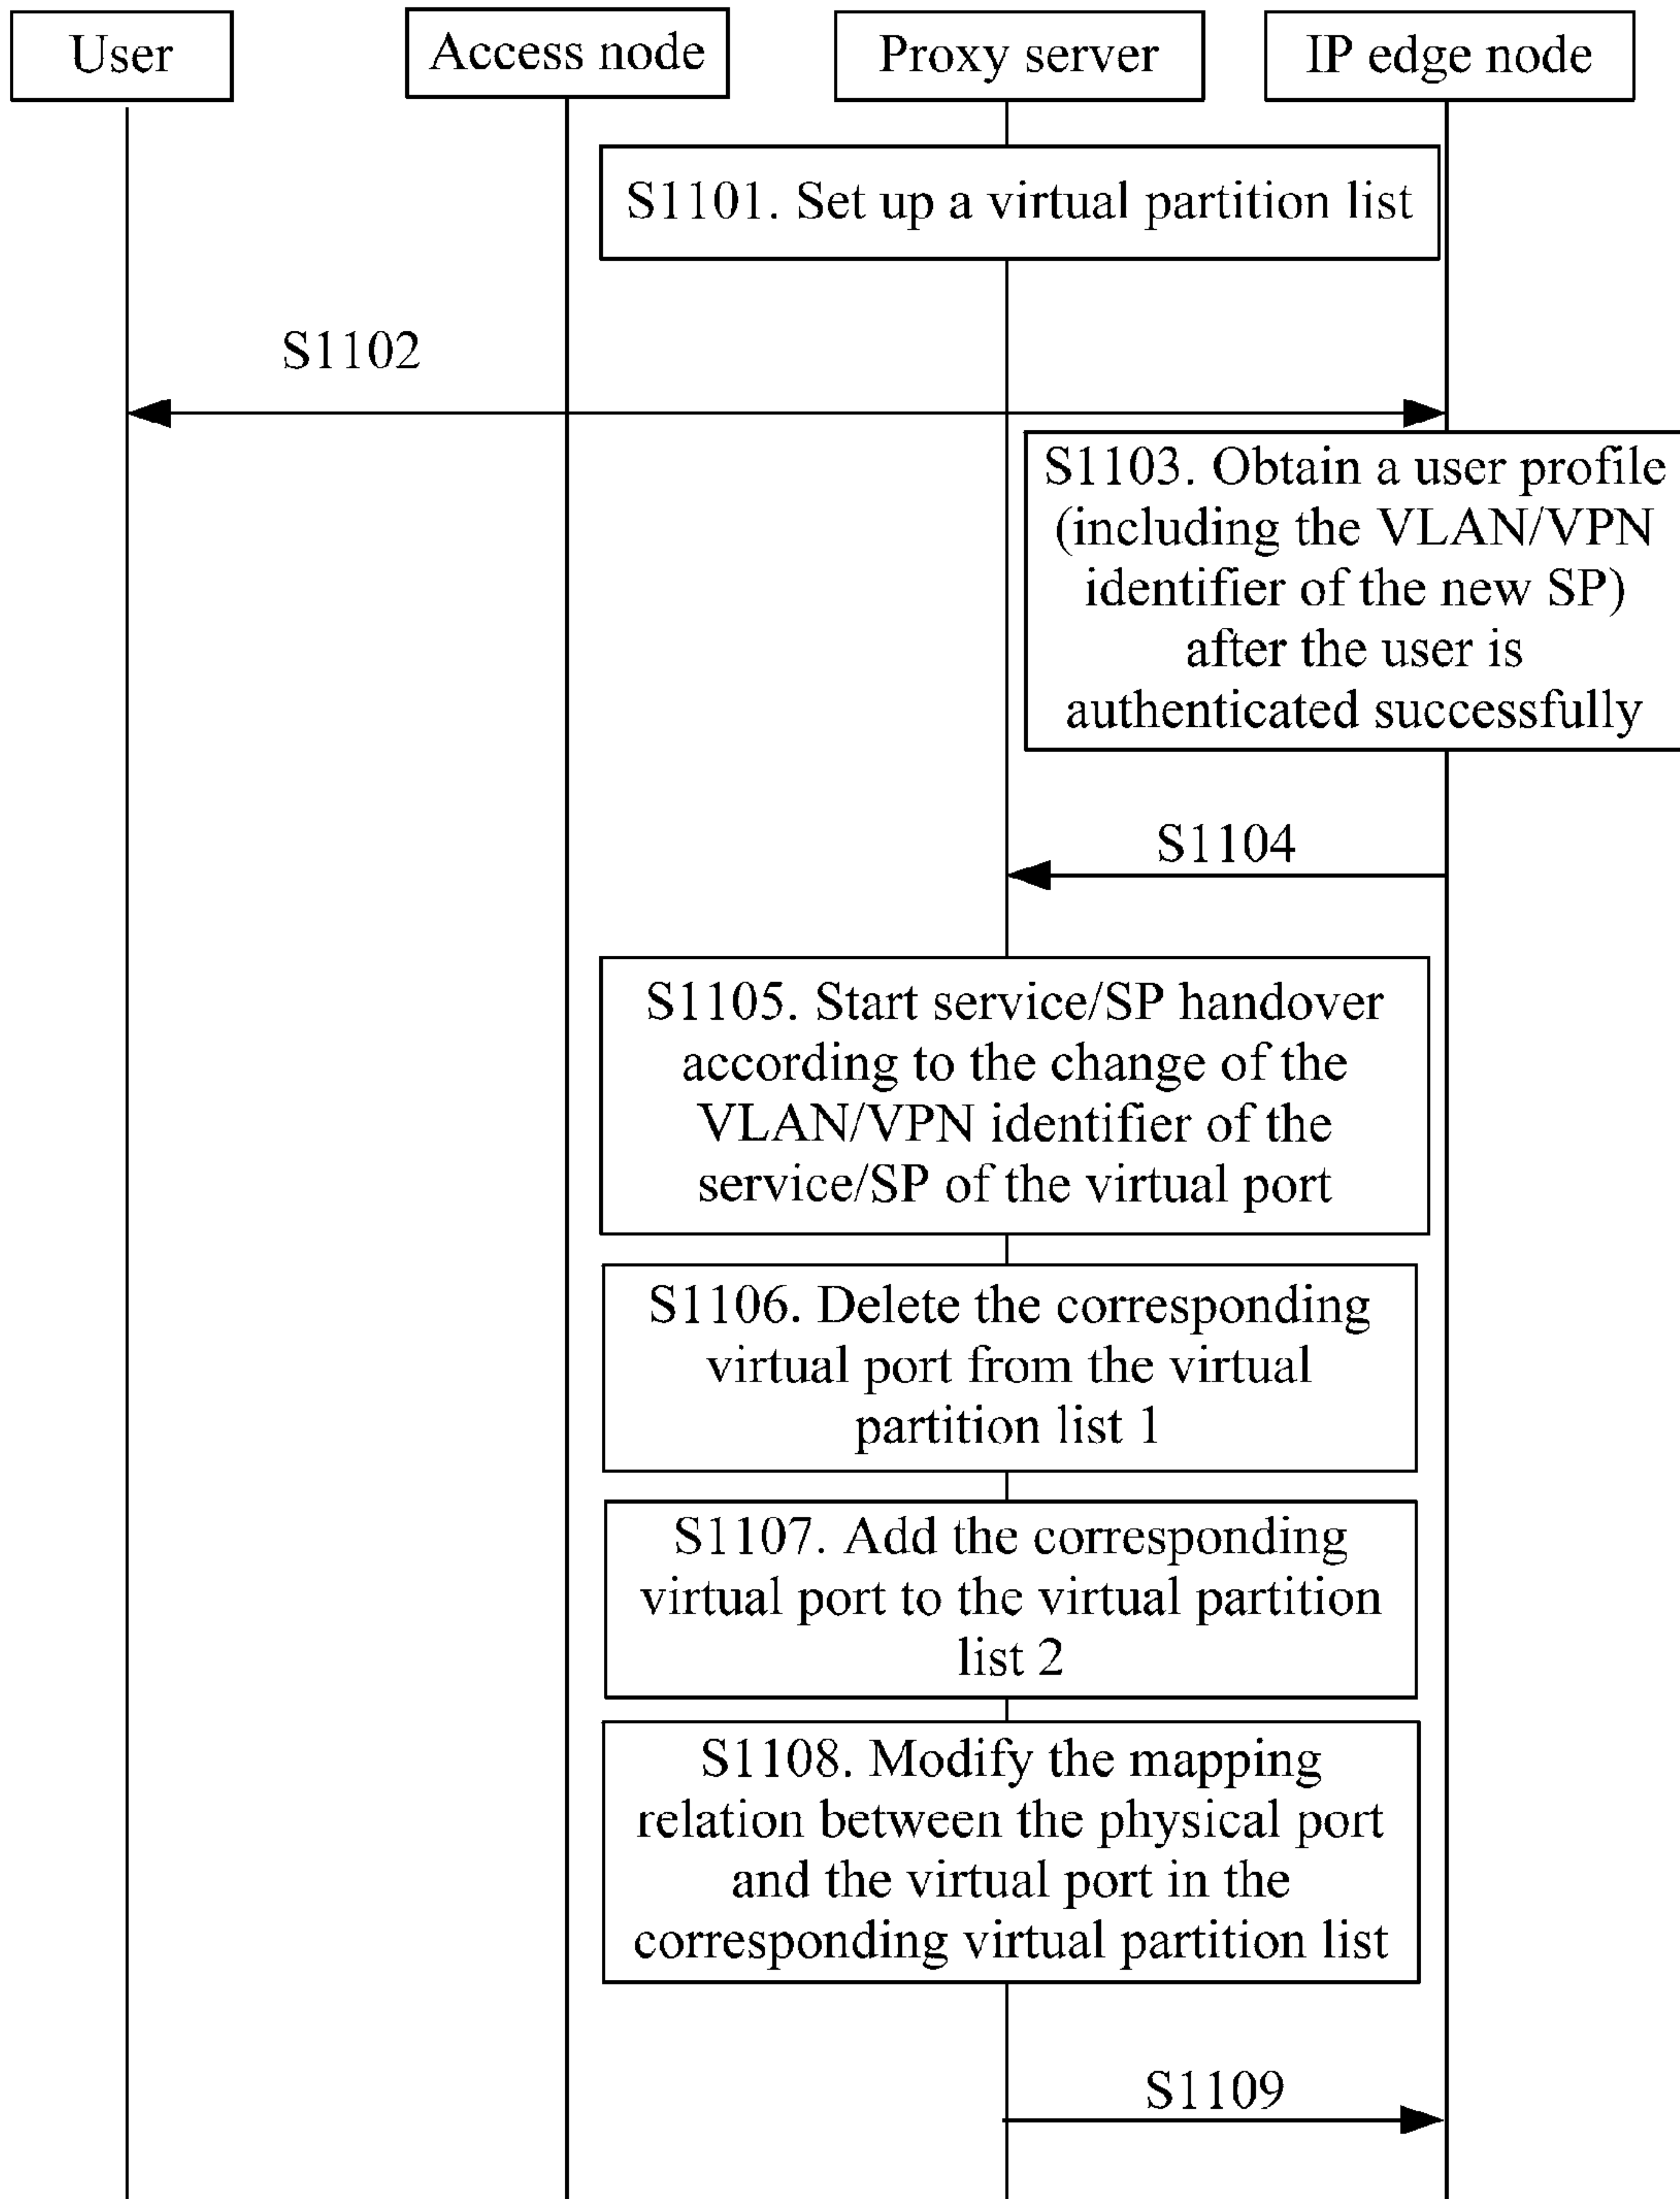 User
Access node
Proxy server
IP edge node
S1101. Set up a virtual partition list
S1102
S1103. Obtain a user profile
(including the VLAN/VPN
identifier of the new SP)
after the user is
authenticated successfully
S1104
S1105. Start service/SP handover
according to the change of the
VLAN/VPN identifier of the
service/SP of the virtual port
S1106. Delete the corresponding
virtual port from the virtual
partition list 1
S1107. Add the corresponding
virtual port to the virtual partition
list 2
S1108. Modify the mapping
relation between the physical port
and the virtual port in the
corresponding virtual partition list
S1109